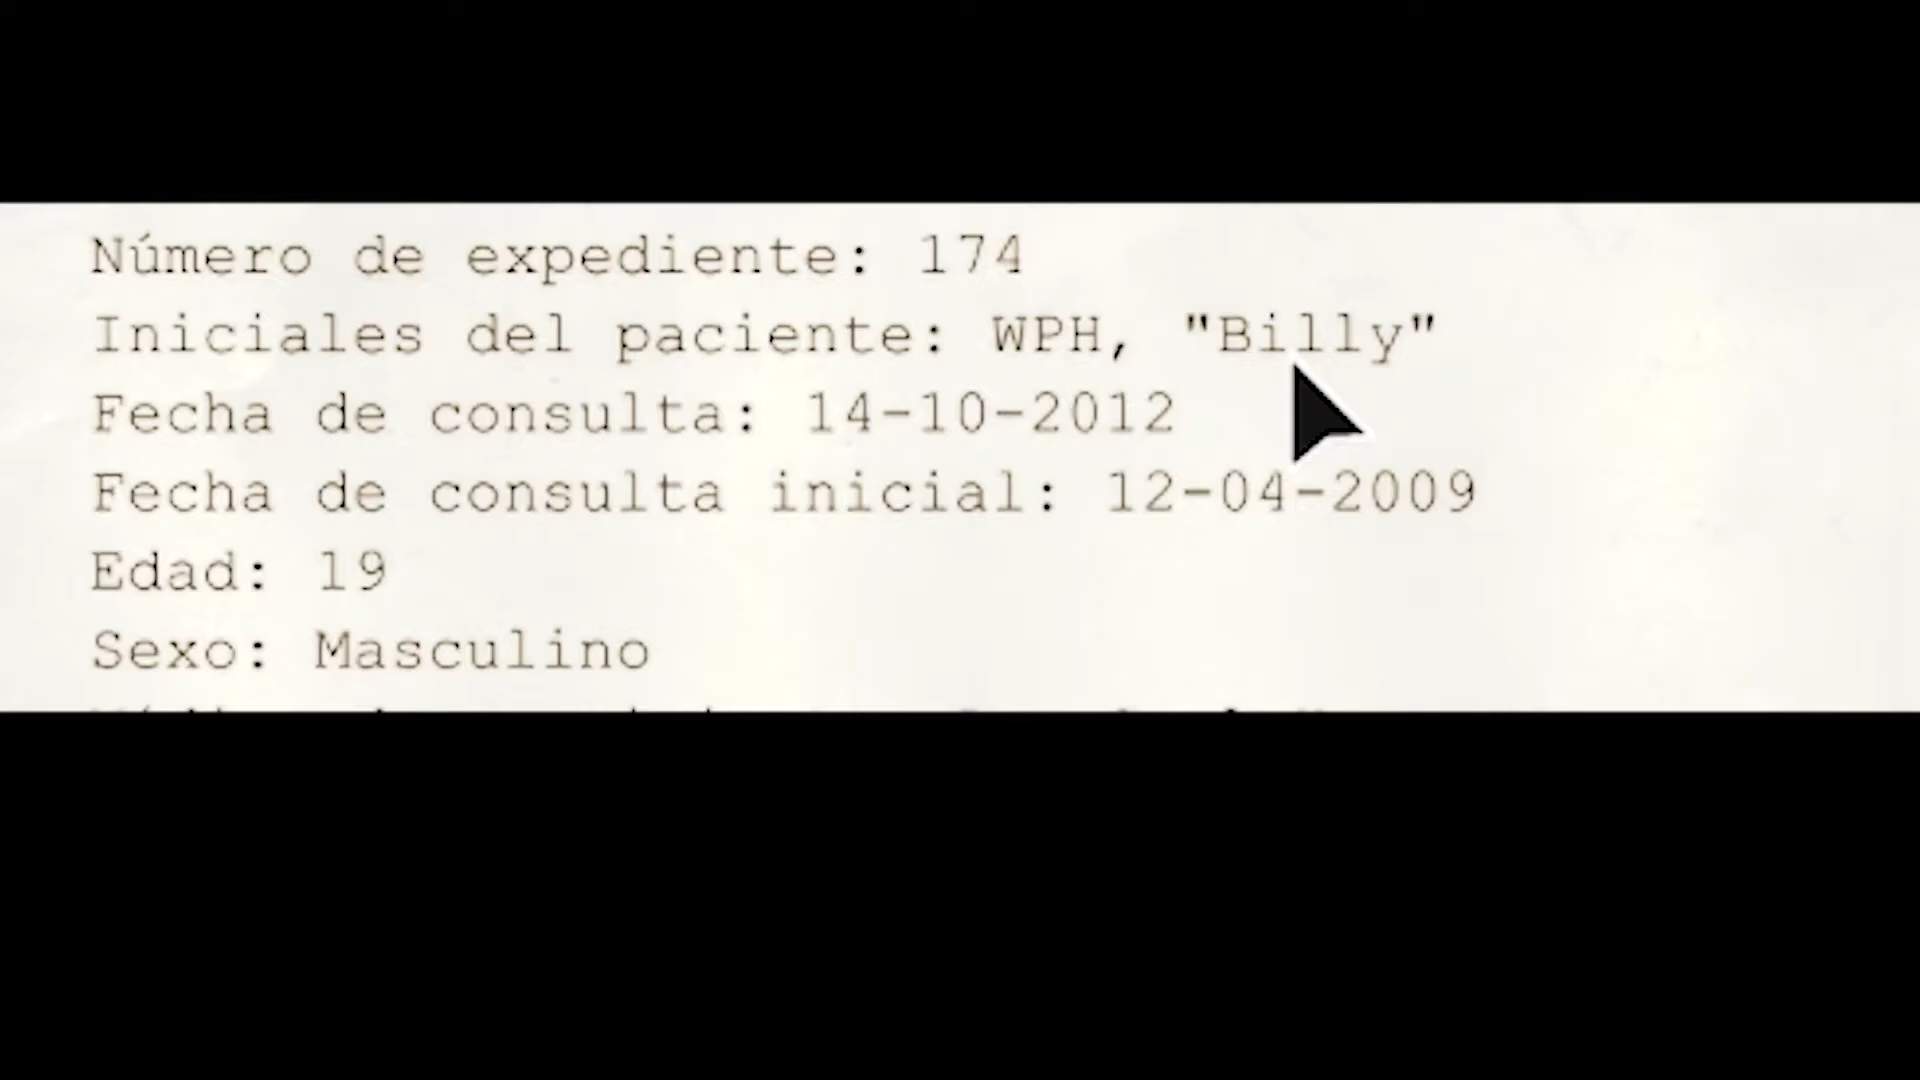 Número de expediente: 174
Iniciales del paciente: WPH, "Billy"
Fecha de consulta: 14-10-2012
Fecha de consulta inicial: 12-04-2009
Edad: 19
Sexo: Masculino